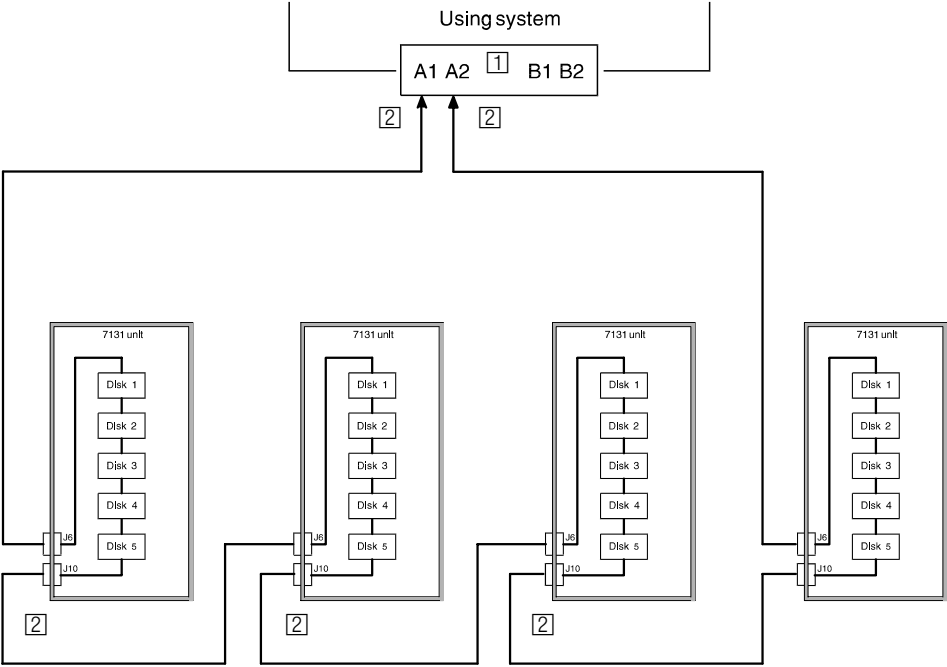 Using system
A1 A2 1 B1 B2
2 2
7131 unit 7131 unit 7131 unit 7131 unit
Disk 1 Disk 1 Disk 1 Disk 1
Disk 2 Disk 2 Disk 2 Disk 2
Disk 3 Disk 3 Disk 3 Disk 3
Disk 4 Disk 4 Disk 4 Disk 4
J6 J6 J6 J6
Disk 5 Disk 5 Disk 5 Disk 5
J10 J10 J10 J10
2 2 2